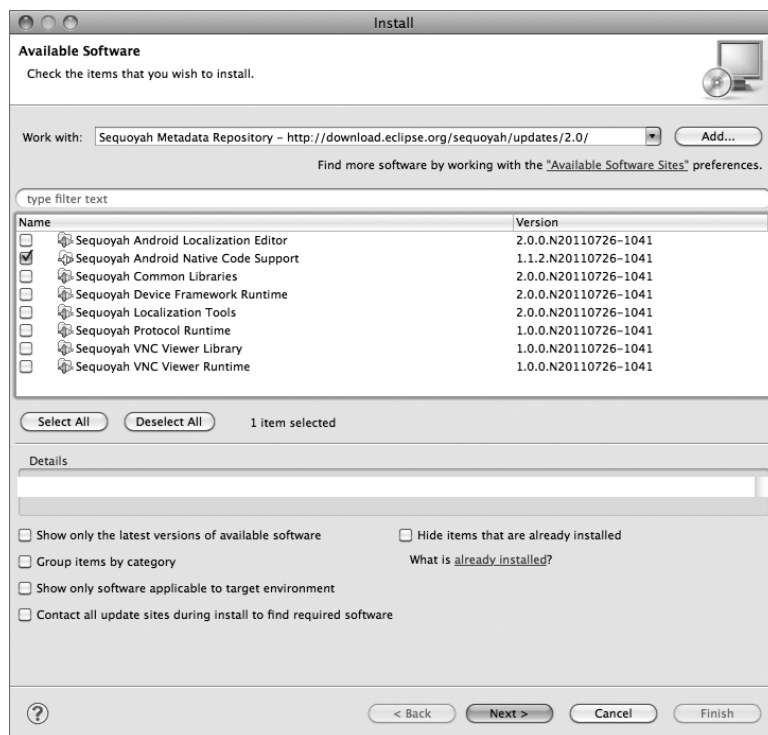 Install
Available Software
Check the items that you wish to install.
Work with: Sequoyah Metadata Repository – http://download.eclipse.org/sequoyah/updates/2.0/ Add...
Find more software by working with the "Available Software Sites" preferences.
type filter text
Name Version
Sequoyah Android Localization Editor 2.0.0.N20110726-1041
Sequoyah Android Native Code Support 1.1.2.N20110726-1041
Sequoyah Common Libraries 2.0.0.N20110726-1041
Sequoyah Device Framework Runtime 2.0.0.N20110726-1041
Sequoyah Localization Tools 2.0.0.N20110726-1041
Sequoyah Protocol Runtime 1.0.0.N20110726-1041
Sequoyah VNC Viewer Library 1.0.0.N20110726-1041
Sequoyah VNC Viewer Runtime 1.0.0.N20110726-1041
Select All Deselect All 1 item selected
Details
Show only the latest versions of available software Hide items that are already installed
Group items by category What is already installed?
Show only software applicable to target environment
Contact all update sites during install to find required software
? < Back Next > Cancel Finish